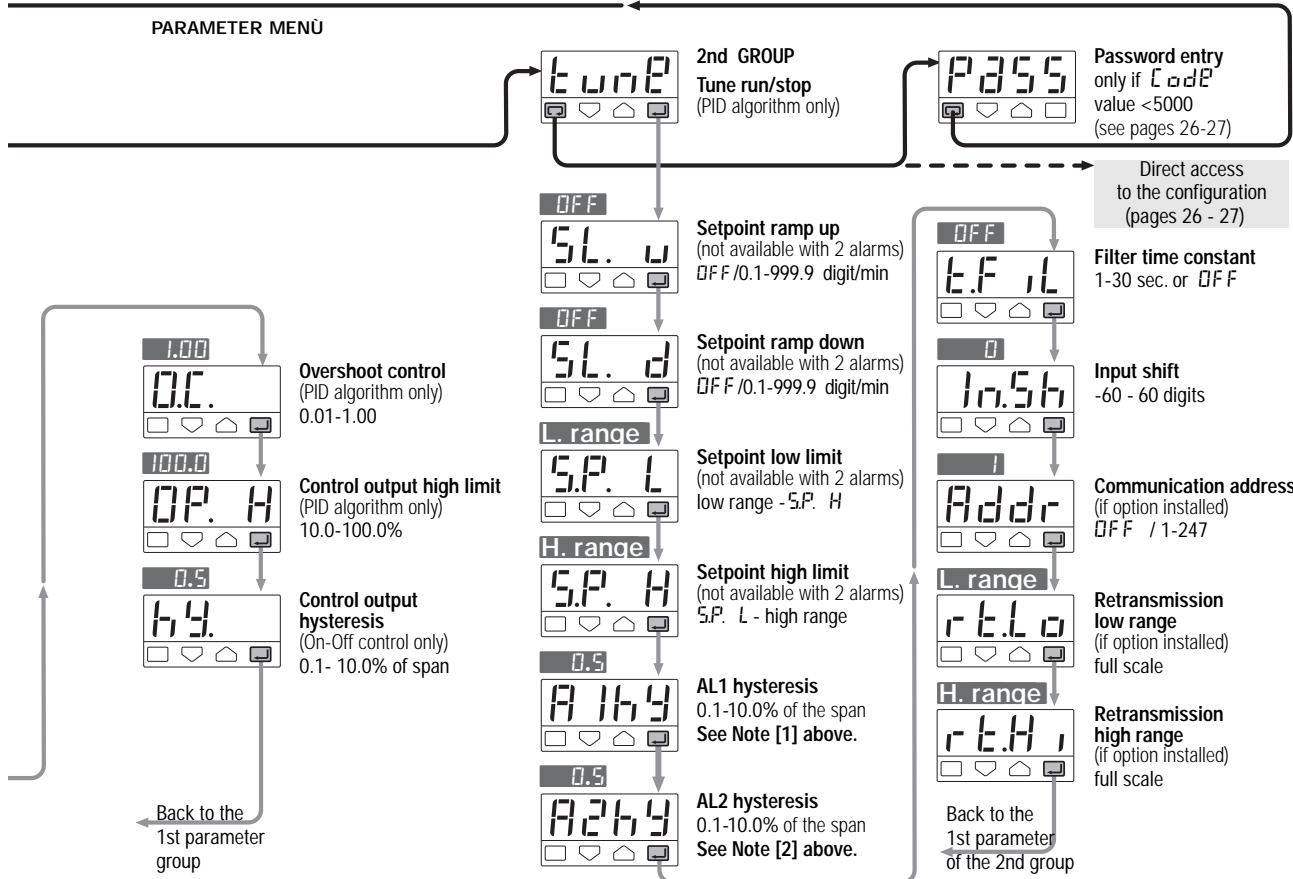 PARAMETER MENÙ
tunE
2nd GROUP
Tune run/stop
(PID algorithm only)
PASS
Password entry
only if CodE
value <5000
(see pages 26-27)
Direct access
to the configuration
(pages 26 - 27)
1.00
O.C.
Overshoot control
(PID algorithm only)
0.01-1.00
100.0
OP. H
Control output high limit
(PID algorithm only)
10.0-100.0%
0.5
hy.
Control output
hysteresis
(On-Off control only)
0.1- 10.0% of span
Back to the
1st parameter
group
OFF
SL. u
Setpoint ramp up
(not available with 2 alarms)
OFF/0.1-999.9 digit/min
OFF
SL. d
Setpoint ramp down
(not available with 2 alarms)
OFF/0.1-999.9 digit/min
L. range
S.P. L
Setpoint low limit
(not available with 2 alarms)
low range - S.P. H
H. range
S.P. H
Setpoint high limit
(not available with 2 alarms)
S.P. L - high range
0.5
A1hy
AL1 hysteresis
0.1-10.0% of the span
See Note [1] above.
0.5
A2hy
AL2 hysteresis
0.1-10.0% of the span
See Note [2] above.
OFF
t.FiL
Filter time constant
1-30 sec. or OFF
0
In.Sh
Input shift
-60 - 60 digits
1
Addr
Communication address
(if option installed)
OFF / 1-247
L. range
rt.Lo
Retransmission
low range
(if option installed)
full scale
H. range
rt.Hi
Retransmission
high range
(if option installed)
full scale
Back to the
1st parameter
of the 2nd group